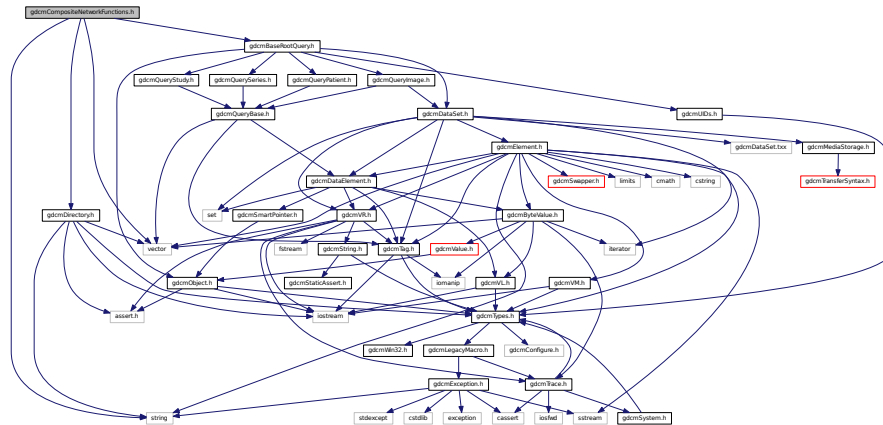 gdcmCompositeNetworkFunctions.h
gdcmBaseRootQuery.h
gdcmQueryStudy.h
gdcmQuerySeries.h
gdcmQueryPatient.h
gdcmQueryImage.h
gdcmQueryBase.h
gdcmDataSet.h
gdcmUIDs.h
gdcmElement.h
gdcmDataSet.txx
gdcmMediaStorage.h
gdcmDataElement.h
gdcmSwapper.h
limits
cmath
cstring
gdcmTransferSyntax.h
gdcmDirectory.h
set
gdcmSmartPointer.h
gdcmVR.h
gdcmByteValue.h
vector
fstream
gdcmString.h
gdcmTag.h
gdcmValue.h
iterator
gdcmObject.h
gdcmStaticAssert.h
iomanip
gdcmVL.h
gdcmVM.h
assert.h
iostream
gdcmTypes.h
gdcmWin32.h
gdcmLegacyMacro.h
gdcmConfigure.h
gdcmException.h
gdcmTrace.h
string
stdexcept
cstdlib
exception
cassert
iosfwd
sstream
gdcmSystem.h